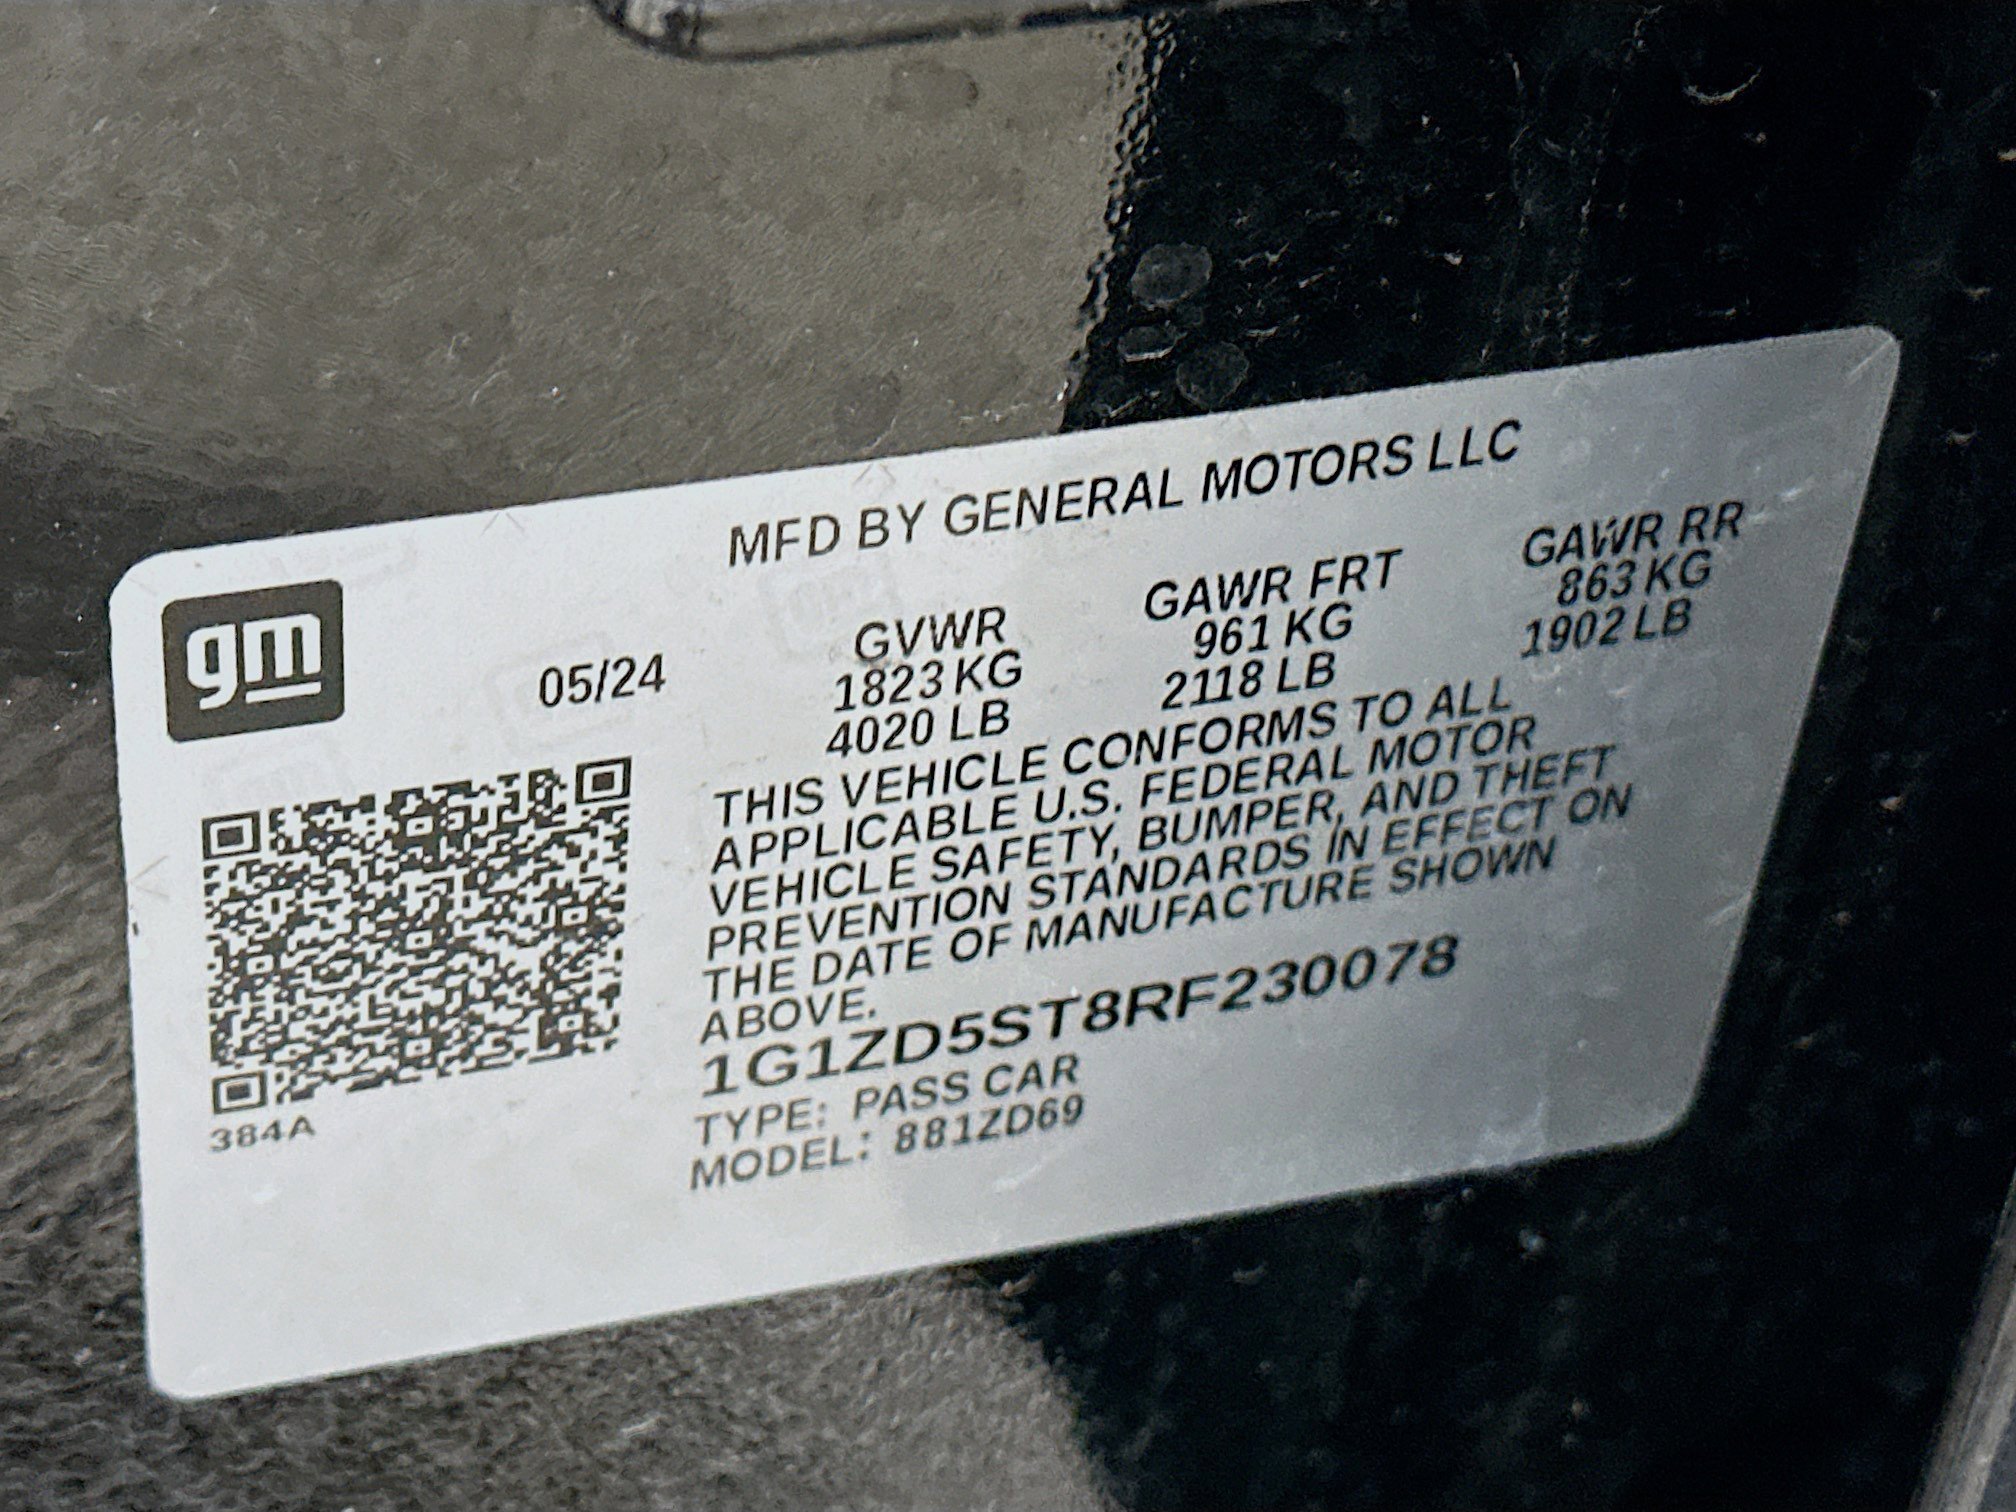 MFD BY GENERAL MOTORS LLC
gm
05/24
GVWR
1823 KG
4020 LB
GAWR FRT
961 KG
2118 LB
GAWR RR
863 KG
1902 LB
THIS VEHICLE CONFORMS TO ALL
APPLICABLE U.S. FEDERAL MOTOR
VEHICLE SAFETY, BUMPER, AND THEFT
PREVENTION STANDARDS IN EFFECT ON
THE DATE OF MANUFACTURE SHOWN
ABOVE.
1G1ZD5ST8RF230078
TYPE: PASS CAR
MODEL: 881ZD69
384A